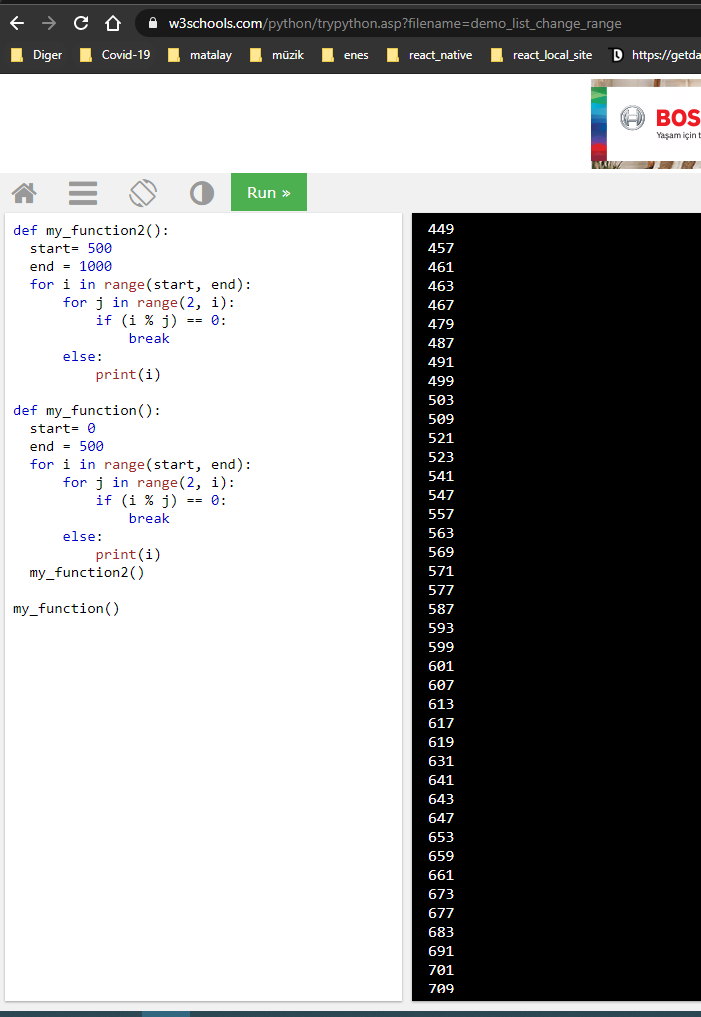 w3schools.com/python/trypython.asp?filename=demo_list_change_range
Diger Covid-19 matalay müzik enes react_native react_local_site https://getda
BOS
Yaşam için t
Run »
def my_function2():
  start= 500
  end = 1000
  for i in range(start, end):
      for j in range(2, i):
          if (i % j) == 0:
              break
      else:
          print(i)

def my_function():
  start= 0
  end = 500
  for i in range(start, end):
      for j in range(2, i):
          if (i % j) == 0:
              break
      else:
          print(i)
  my_function2()

my_function()
449
457
461
463
467
479
487
491
499
503
509
521
523
541
547
557
563
569
571
577
587
593
599
601
607
613
617
619
631
641
643
647
653
659
661
673
677
683
691
701
709